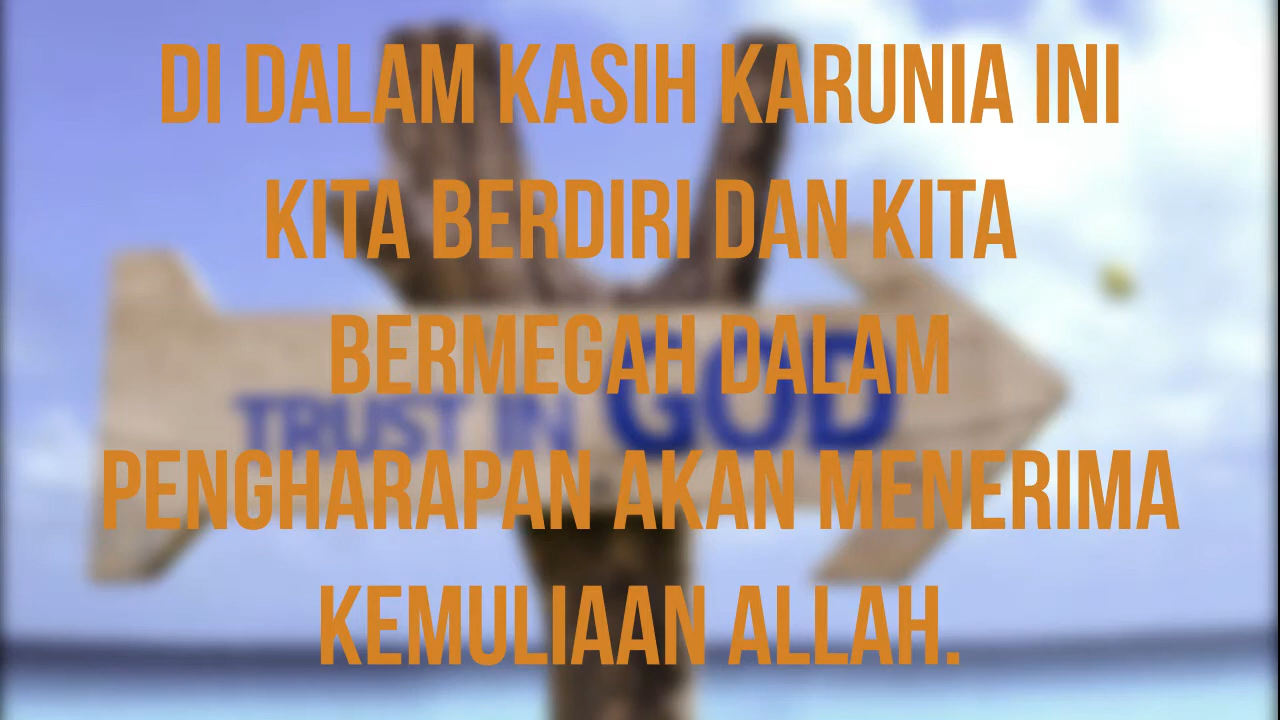 DI DALAM KASIH KARUNIA INI
KITA BERDIRI DAN KITA
BERMEGAH DALAM
TRUST IN GOD
PENGHARAPAN AKAN MENERIMA
KEMULIAAN ALLAH.